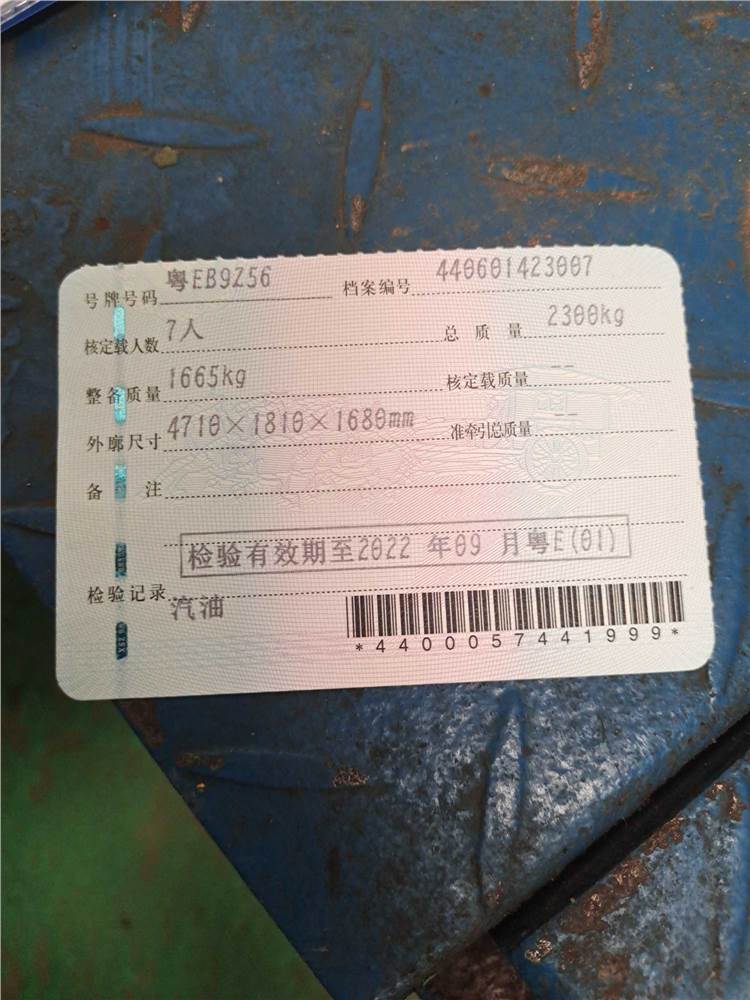 号牌号码 粤EB9Z56 档案编号 440601423007
核定载人数 7人 总质量 2300kg
整备质量 1665kg 核定载质量 --
外廓尺寸 4710×1810×1680mm 准牵引总质量 --
备注
检验有效期至2022 年09 月粤E(01)
检验记录
汽油
*4400057441999*